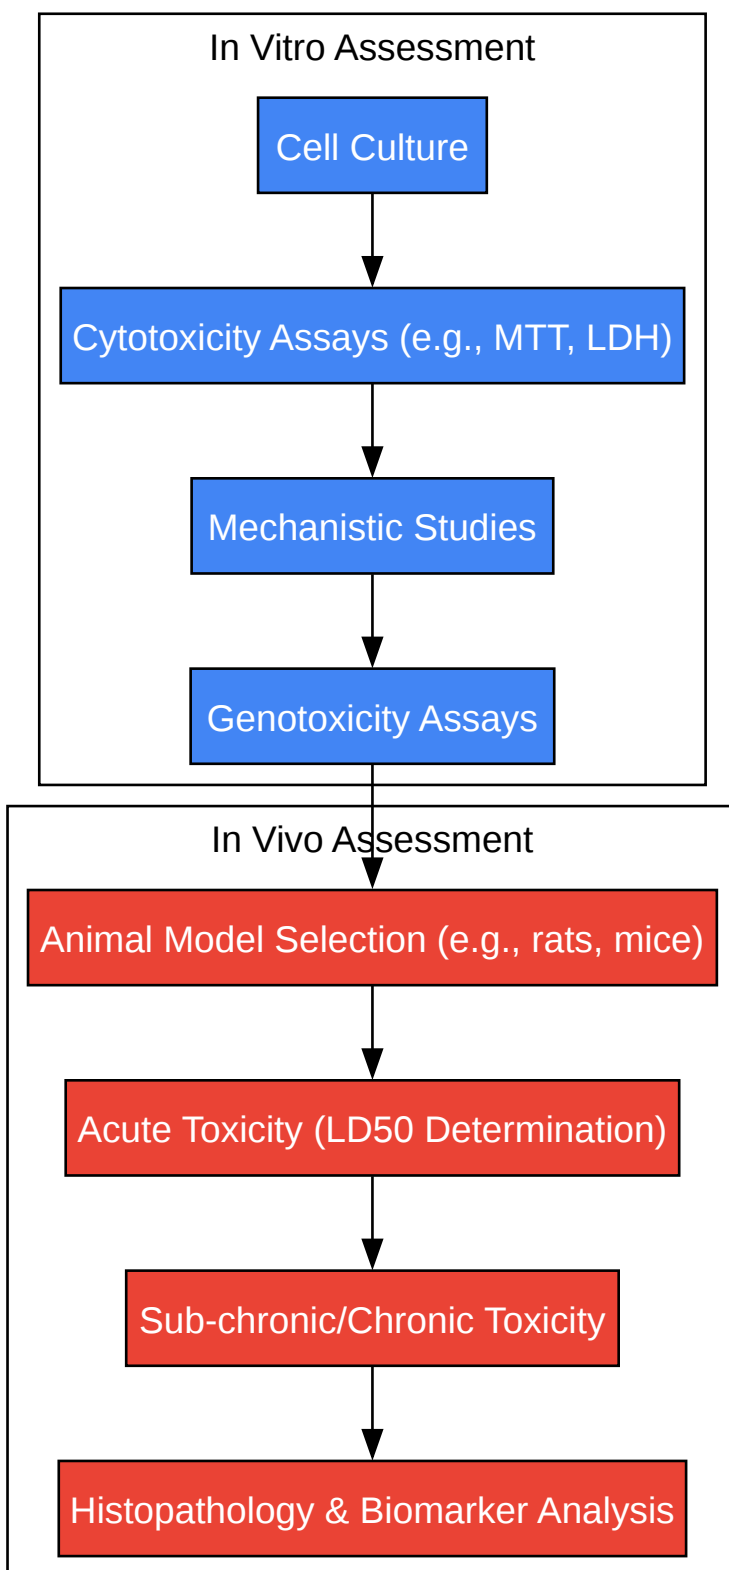 In Vitro Assessment
Cell Culture
Cytotoxicity Assays (e.g., MTT, LDH)
Mechanistic Studies
Genotoxicity Assays
In Vivo Assessment
Animal Model Selection (e.g., rats, mice)
Acute Toxicity (LD50 Determination)
Sub-chronic/Chronic Toxicity
Histopathology & Biomarker Analysis